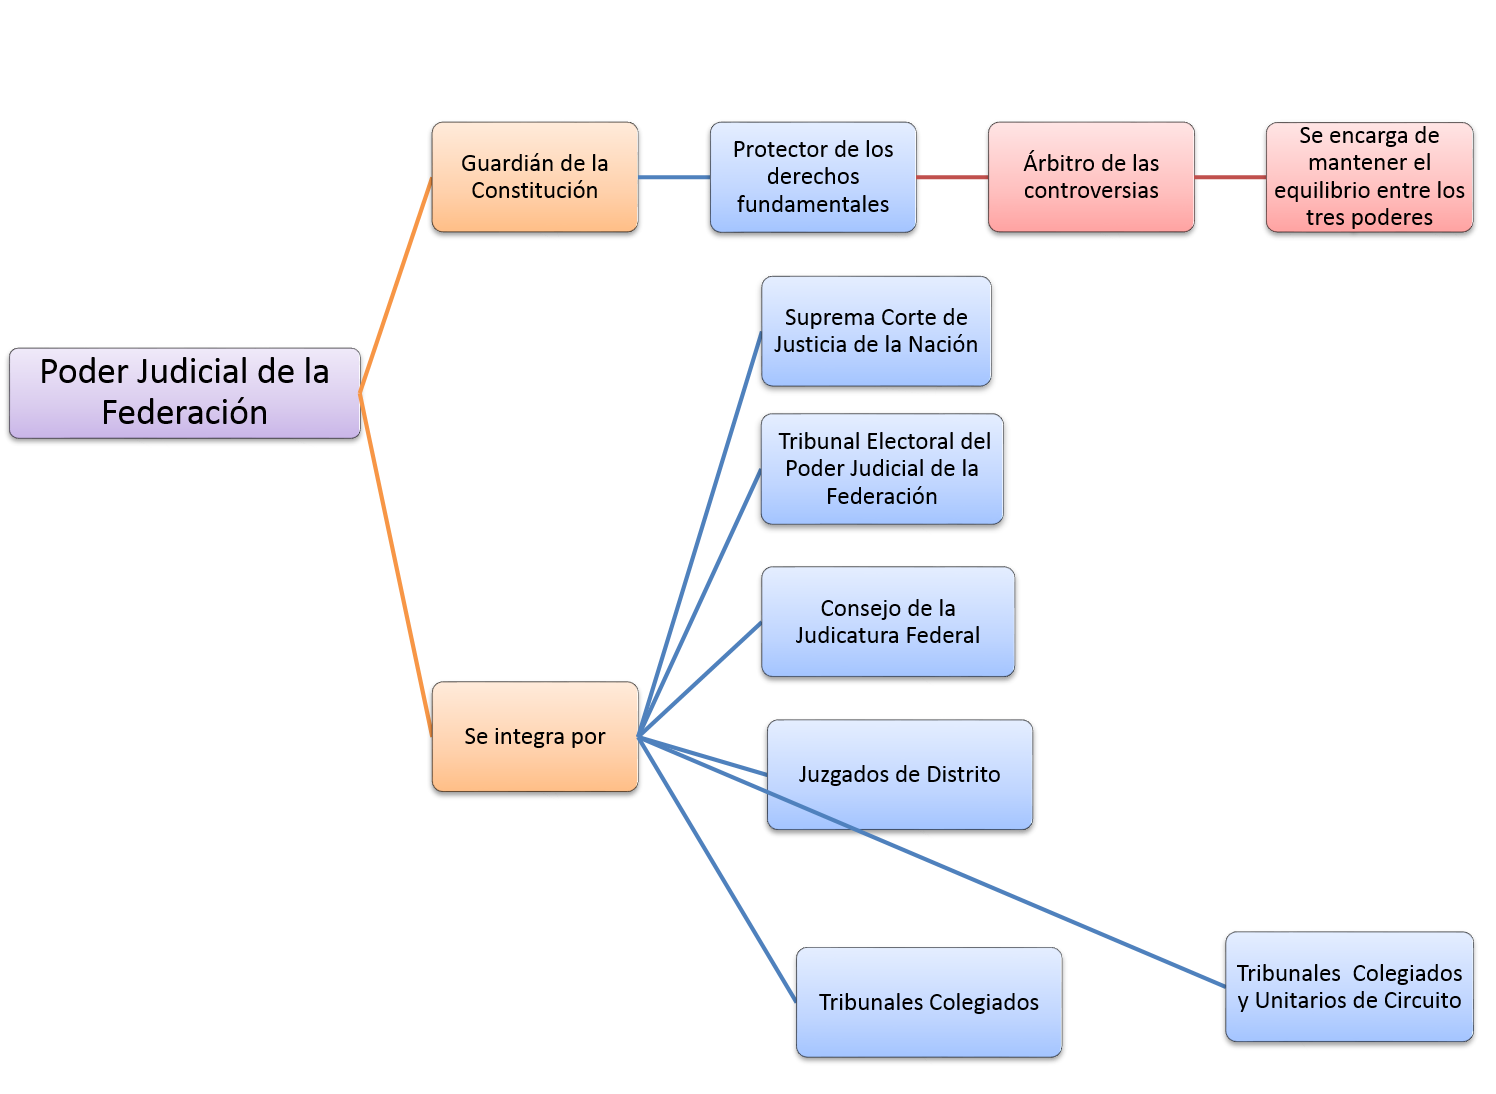 Poder Judicial de la
Federación
Guardián de la
Constitución
Protector de los
derechos
fundamentales
Árbitro de las
controversias
Se encarga de
mantener el
equilibrio entre los
tres poderes
Se integra por
Suprema Corte de
Justicia de la Nación
Tribunal Electoral del
Poder Judicial de la
Federación
Consejo de la
Judicatura Federal
Juzgados de Distrito
Tribunales Colegiados
Tribunales  Colegiados
y Unitarios de Circuito